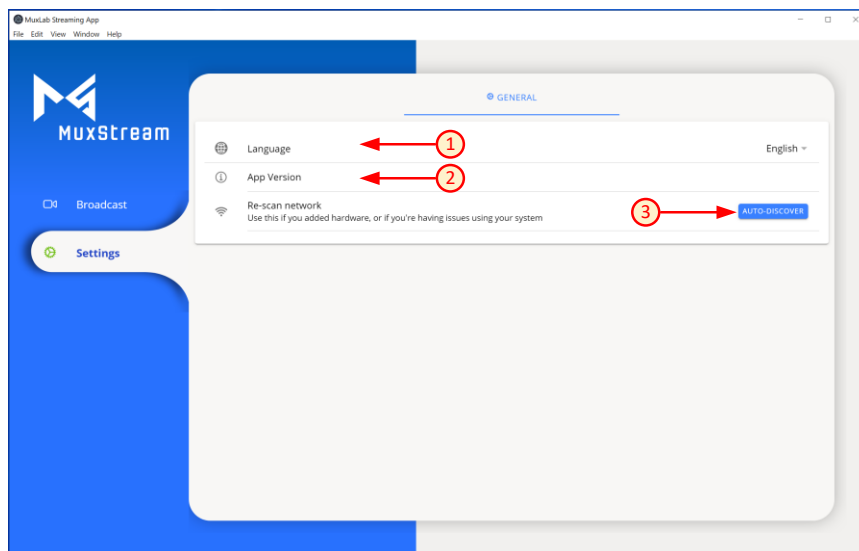 MuxLab Streaming App
File Edit View Window Help
MuxStream
GENERAL
Language
1
English
App Version
2
Broadcast
Re-scan network
Use this if you added hardware, or if you're having issues using your system
3
AUTO-DISCOVER
Settings